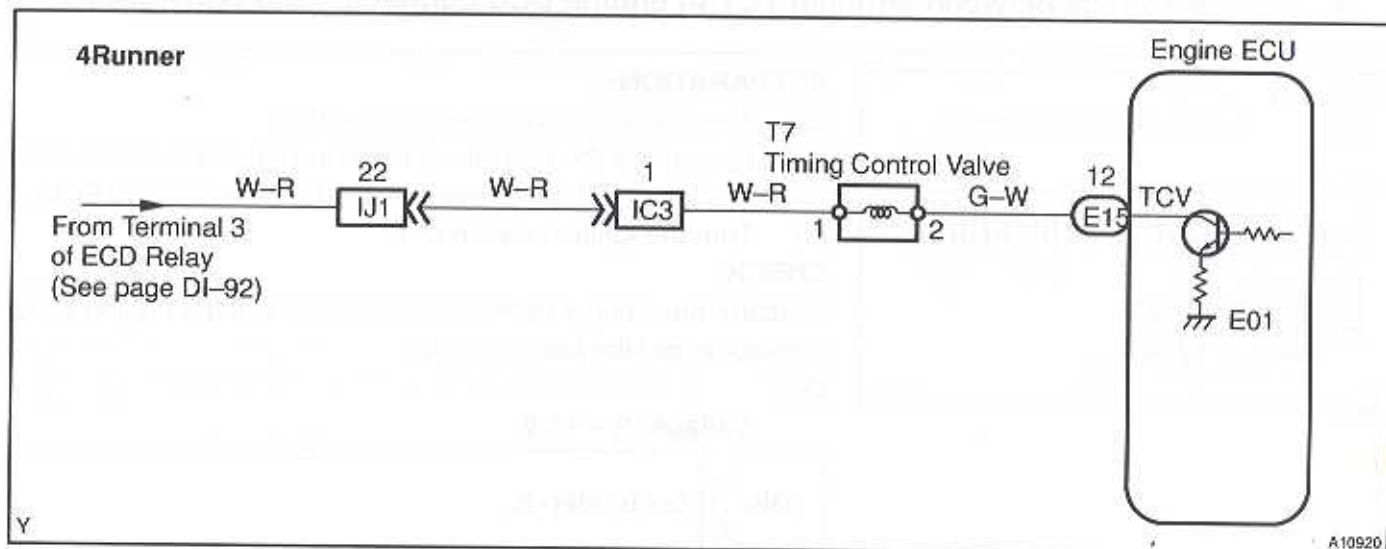 4Runner
Engine ECU
T7
Timing Control Valve
22
1
12
W–R
W–R
W–R
G–W
TCV
IJ1
IC3
1
2
E15
From Terminal 3
of ECD Relay
(See page DI–92)
E01
Y
A10920